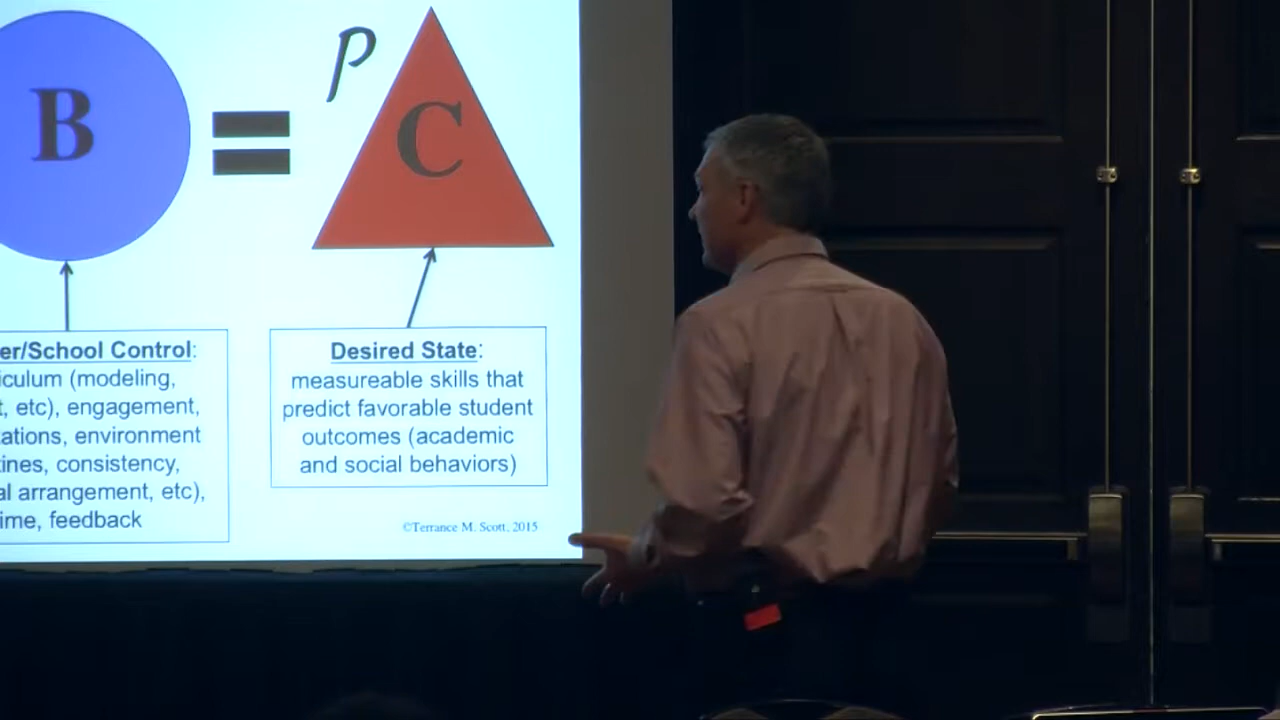 B
=
p
C
er/School Control:
iculum (modeling,
t, etc), engagement,
ations, environment
tines, consistency,
al arrangement, etc),
ime, feedback
Desired State:
measureable skills that
predict favorable student
outcomes (academic
and social behaviors)
©Terrance M. Scott, 2015